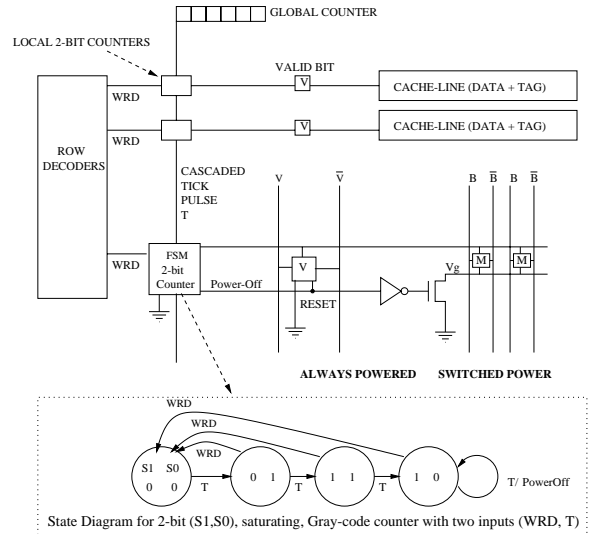 GLOBAL COUNTER
LOCAL 2-BIT COUNTERS
VALID BIT
V
CACHE-LINE (DATA + TAG)
WRD
V
CACHE-LINE (DATA + TAG)
WRD
ROW
DECODERS
CASCADED
TICK
PULSE
T
V
V̅
B
B̅
B
B̅
WRD
FSM
2-bit
Counter
V
Vg
M
M
Power-Off
RESET
ALWAYS POWERED
SWITCHED POWER
WRD
WRD
WRD
S1 S0
0 0
T
0 1
T
1 1
T
1 0
T/ PowerOff
State Diagram for 2-bit (S1,S0), saturating, Gray-code counter with two inputs (WRD, T)